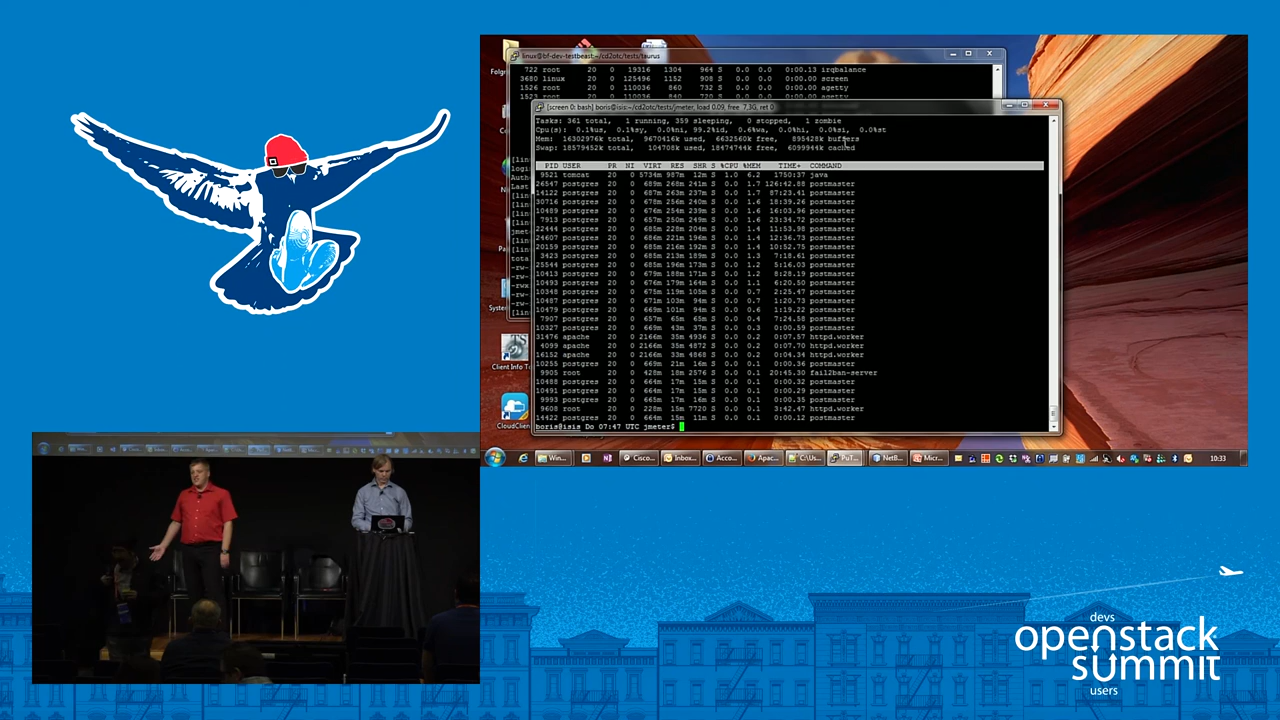 linux@bf-dev-testbeast:~/cd2otc/tests/taurus
722 root 20 0 19316 1304 964 S 0.0 0.0 0:00.13 irqbalance
3680 linux 20 0 125496 1152 908 S 0.0 0.0 0:00.00 screen
1526 root 20 0 110036 860 732 S 0.0 0.0 0:00.00 agetty
[screen 0: bash] boris@isis:~/cd2otc/tests/jmeter, load 0.09, free 7,3G, ret 0
Tasks: 361 total, 1 running, 359 sleeping, 0 stopped, 1 zombie
Cpu(s): 0.1%us, 0.1%sy, 0.0%ni, 99.2%id, 0.6%wa, 0.0%hi, 0.0%si, 0.0%st
Mem: 16302976k total, 9670416k used, 6632560k free, 895428k buffers
Swap: 18579452k total, 104708k used, 18474744k free, 6099944k cached
PID USER PR NI VIRT RES SHR S %CPU %MEM TIME+ COMMAND
9521 tomcat 20 0 5734m 987m 12m S 1.0 6.2 1750:37 java
26547 postgres 20 0 689m 268m 241m S 0.0 1.7 126:42.88 postmaster
14122 postgres 20 0 687m 263m 237m S 0.0 1.7 87:23.41 postmaster
30716 postgres 20 0 678m 256m 240m S 0.0 1.6 18:39.26 postmaster
10489 postgres 20 0 676m 254m 239m S 0.0 1.6 16:03.96 postmaster
7913 postgres 20 0 657m 250m 249m S 0.0 1.6 23:34.72 postmaster
22444 postgres 20 0 685m 228m 204m S 0.0 1.4 11:53.98 postmaster
24607 postgres 20 0 686m 221m 196m S 0.0 1.4 12:36.73 postmaster
20159 postgres 20 0 685m 216m 192m S 0.0 1.4 10:52.75 postmaster
3423 postgres 20 0 685m 213m 189m S 0.0 1.3 7:18.61 postmaster
25544 postgres 20 0 685m 196m 173m S 0.0 1.2 5:16.03 postmaster
10413 postgres 20 0 679m 188m 171m S 0.0 1.2 8:28.19 postmaster
10493 postgres 20 0 676m 179m 164m S 0.0 1.1 6:20.50 postmaster
10348 postgres 20 0 675m 119m 105m S 0.0 0.7 2:25.47 postmaster
10487 postgres 20 0 671m 103m 94m S 0.0 0.7 1:20.73 postmaster
10479 postgres 20 0 669m 101m 94m S 0.0 0.6 1:19.22 postmaster
7907 postgres 20 0 657m 65m 65m S 0.0 0.4 7:24.58 postmaster
10327 postgres 20 0 669m 43m 37m S 0.0 0.3 0:00.59 postmaster
31476 apache 20 0 2166m 35m 4936 S 0.0 0.2 0:07.57 httpd.worker
4099 apache 20 0 2166m 35m 4872 S 0.0 0.2 0:07.70 httpd.worker
16152 apache 20 0 2166m 33m 4868 S 0.0 0.2 0:04.34 httpd.worker
10255 postgres 20 0 669m 21m 16m S 0.0 0.1 0:00.36 postmaster
9905 root 20 0 428m 18m 2576 S 0.0 0.1 20:45.30 fail2ban-server
10488 postgres 20 0 664m 17m 15m S 0.0 0.1 0:00.32 postmaster
10491 postgres 20 0 664m 17m 15m S 0.0 0.1 0:00.29 postmaster
9993 postgres 20 0 665m 17m 16m S 0.0 0.1 0:00.35 postmaster
9608 root 20 0 228m 15m 7720 S 0.0 0.1 3:42.47 httpd.worker
14422 postgres 20 0 664m 15m 11m S 0.0 0.1 0:00.32 postmaster
boris@isis Do 07:47 UTC jmeter$
Client Info T
CloudClien
Win...
Cisco...
Inbox...
Acco...
Apac...
C:\Us...
PuT...
NetB...
Micr...
10:33
devs
openstack
summit
users